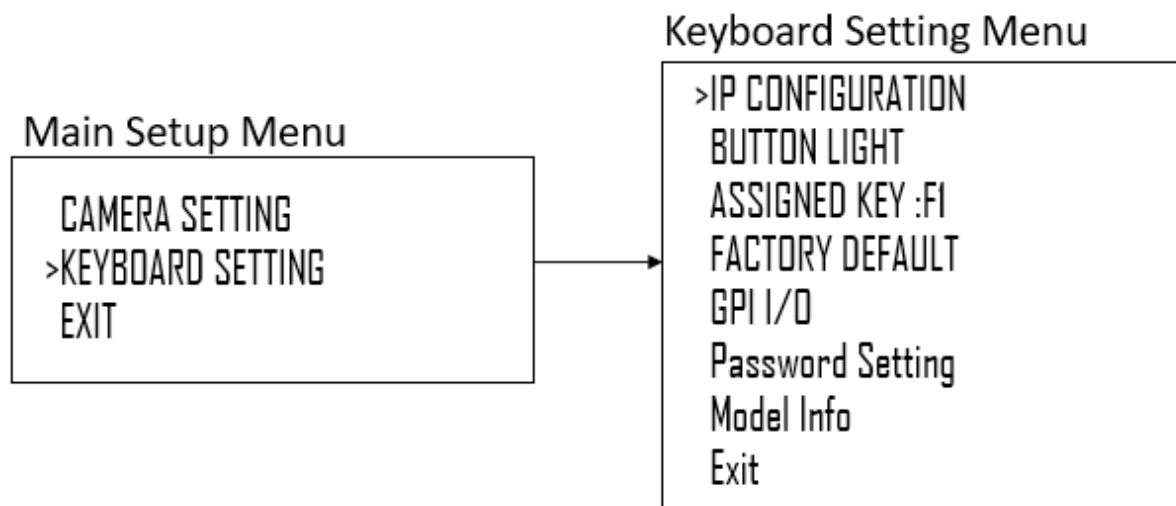 Main Setup Menu
CAMERA SETTING
>KEYBOARD SETTING
EXIT
Keyboard Setting Menu
>IP CONFIGURATION
BUTTON LIGHT
ASSIGNED KEY :F1
FACTORY DEFAULT
GPI I/O
Password Setting
Model Info
Exit